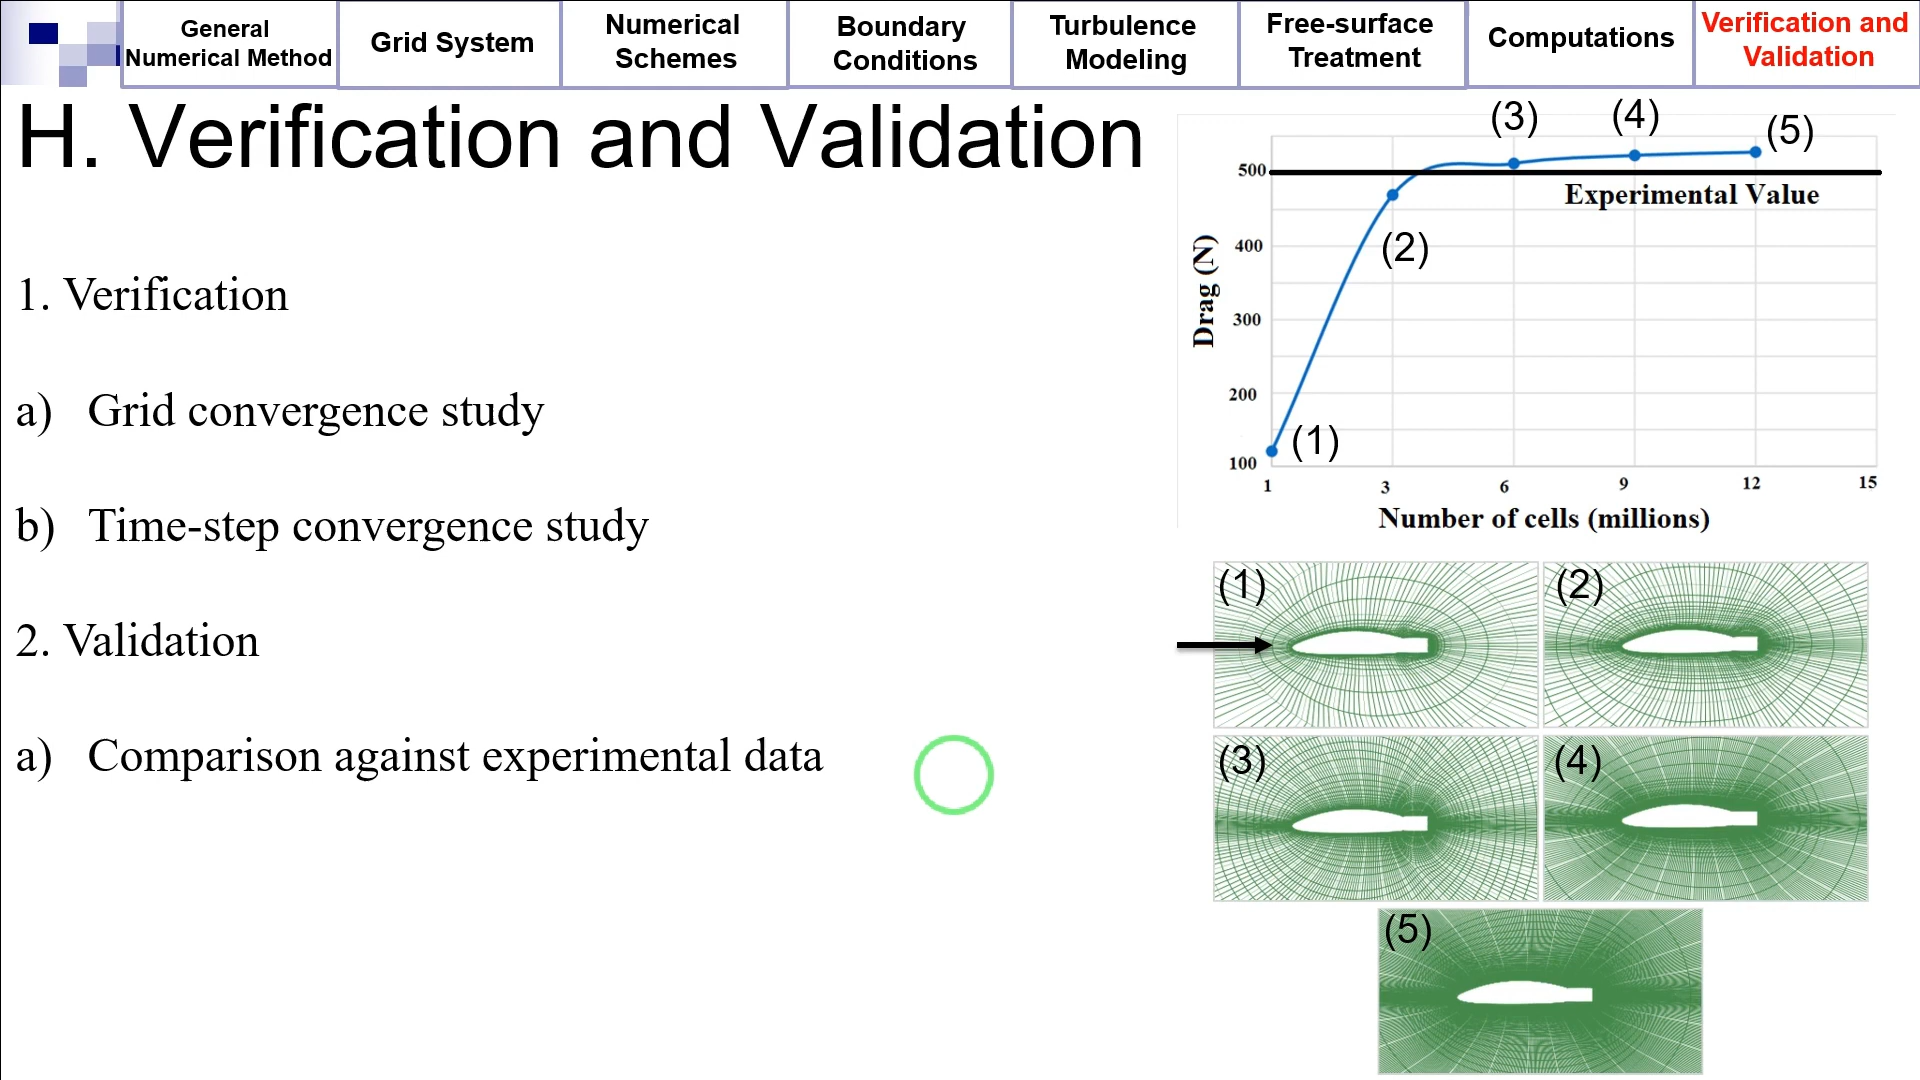 General
Numerical Method
Grid System
Numerical
Schemes
Boundary
Conditions
Turbulence
Modeling
Free-surface
Treatment
Computations
Verification and
Validation
H. Verification and Validation
1. Verification
a) Grid convergence study
b) Time-step convergence study
2. Validation
a) Comparison against experimental data
(3)
(4)
(5)
500
Experimental Value
(2)
400
Drag (N)
300
200
(1)
100
1 3 6 9 12 15
Number of cells (millions)
(1)
(2)
(3)
(4)
(5)